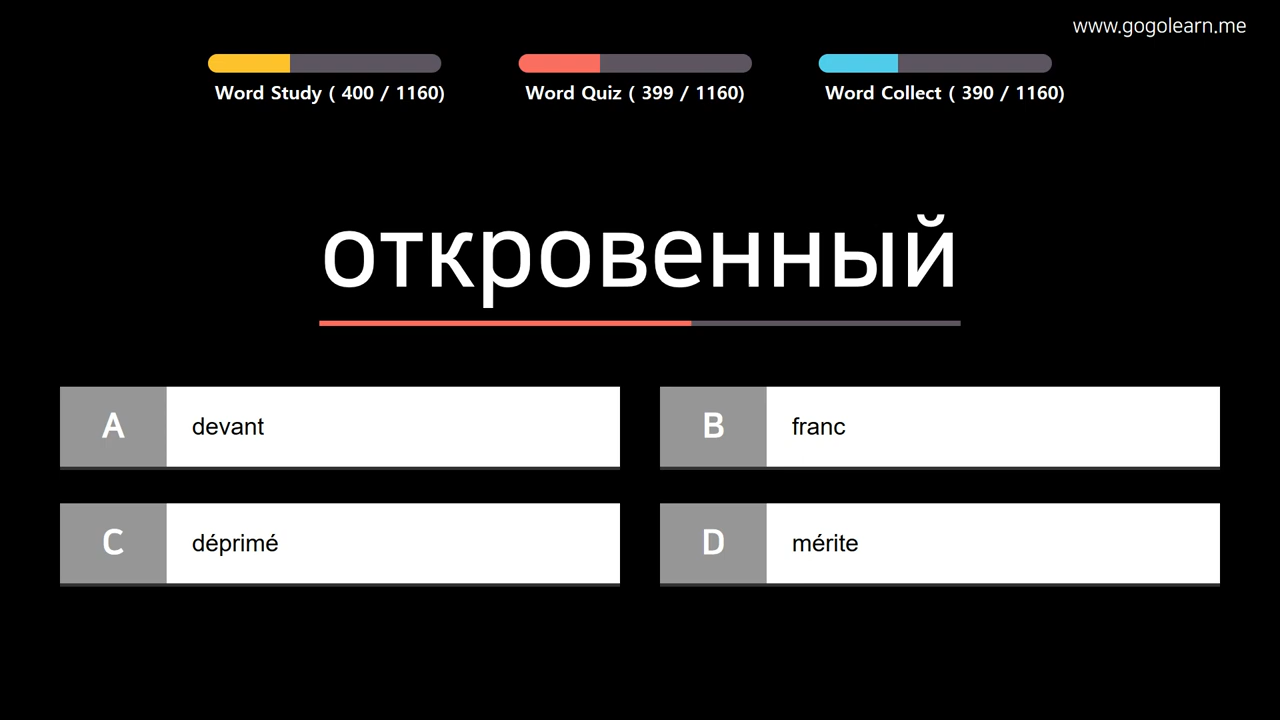 www.gogolearn.me
Word Study ( 400 / 1160)
Word Quiz ( 399 / 1160)
Word Collect ( 390 / 1160)
откровенный
A devant
B franc
C déprimé
D mérite